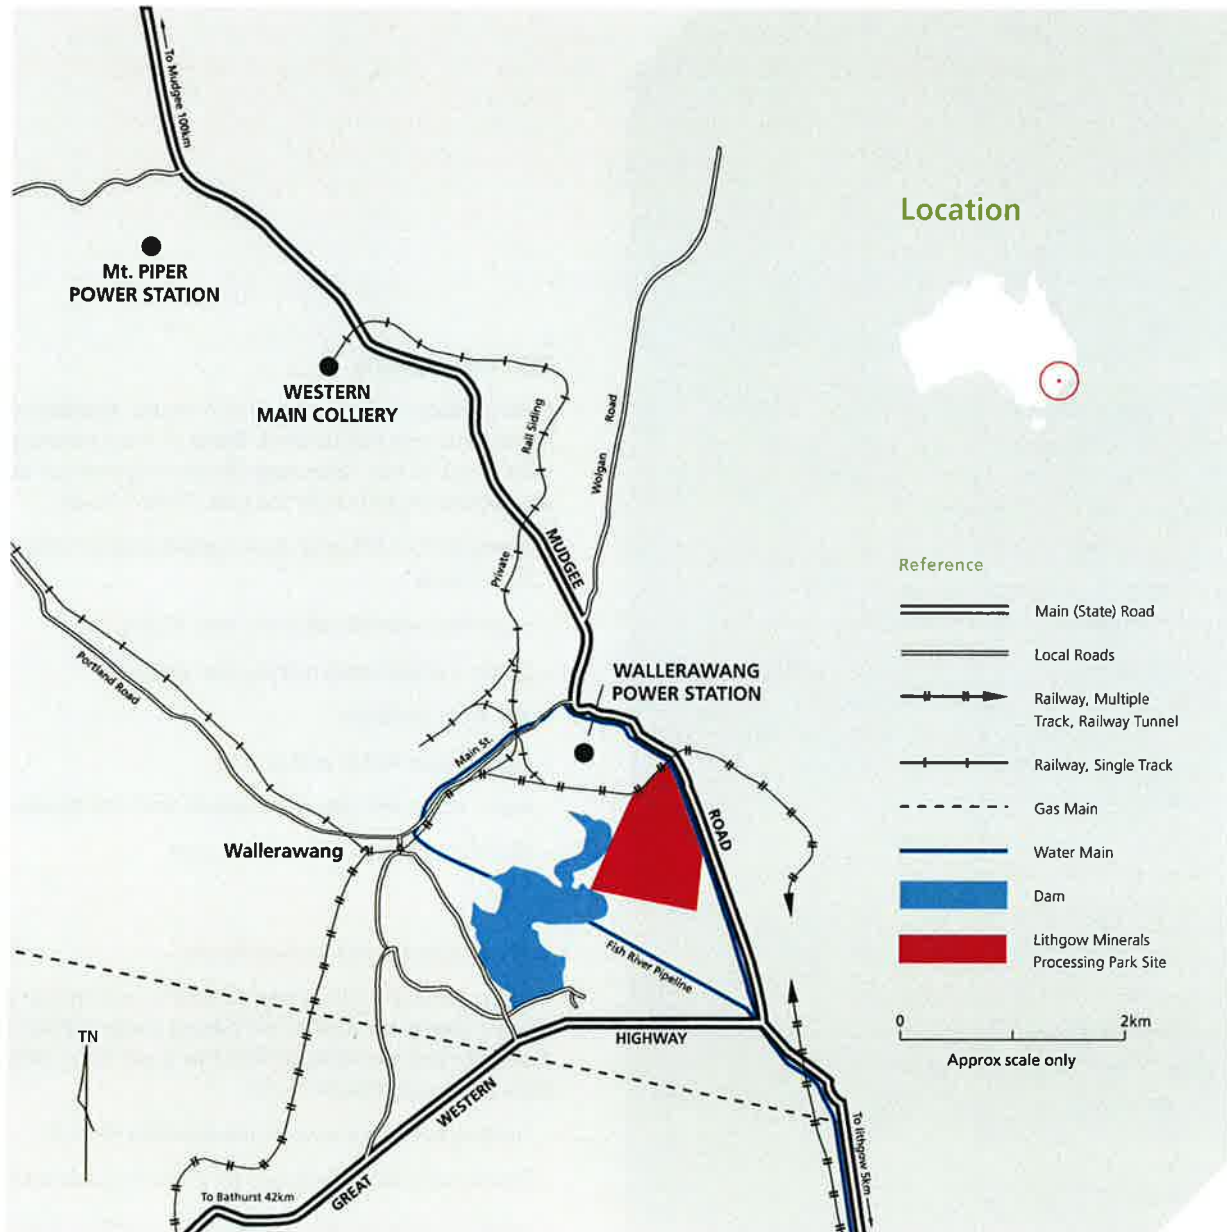 To Mudgee 100km
Location
Mt. PIPER
POWER STATION
WESTERN
MAIN COLLIERY
Rail Siding
Wolgan Road
Reference
MUDGEE
Private
Main (State) Road
Local Roads
Portland Road
WALLERAWANG
POWER STATION
Railway, Multiple
Track, Railway Tunnel
Main St.
Railway, Single Track
Gas Main
ROAD
Wallerawang
Water Main
Dam
Fish River Pipeline
Lithgow Minerals
Processing Park Site
TN
0 2km
HIGHWAY
Approx scale only
WESTERN
To lithgow 5km
To Bathurst 42km
GREAT